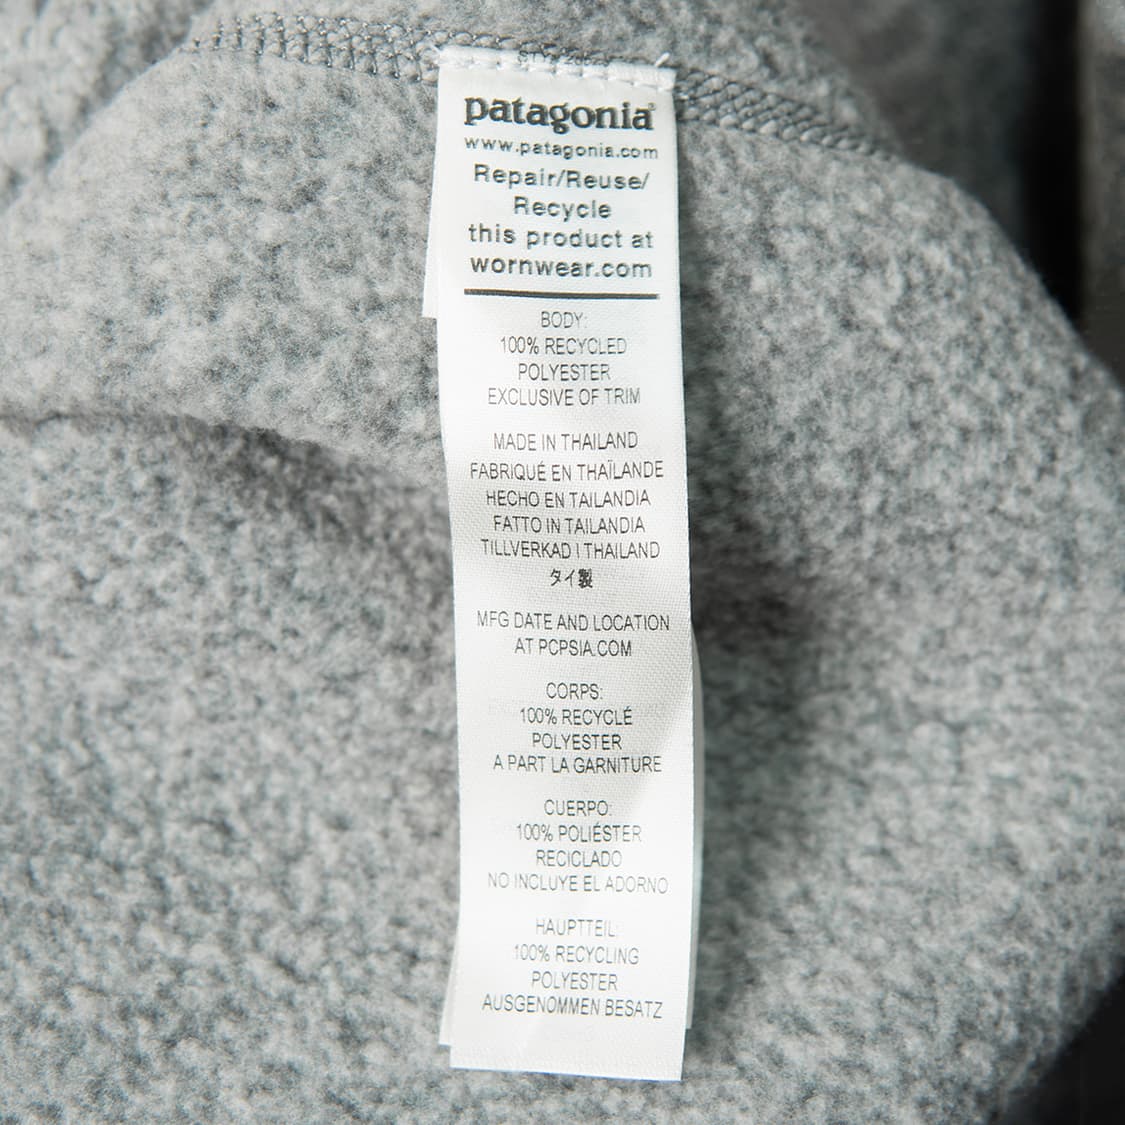 patagonia®
www.patagonia.com
Repair/Reuse/
Recycle
this product at
wornwear.com
BODY:
100% RECYCLED
POLYESTER
EXCLUSIVE OF TRIM
MADE IN THAILAND
FABRIQUÉ EN THAÏLANDE
HECHO EN TAILANDIA
FATTO IN TAILANDIA
TILLVERKAD I THAILAND
タイ製
MFG DATE AND LOCATION
AT PCPSIA.COM
CORPS:
100% RECYCLÉ
POLYESTER
A PART LA GARNITURE
CUERPO:
100% POLIÉSTER
RECICLADO
NO INCLUYE EL ADORNO
HAUPTTEIL:
100% RECYCLING
POLYESTER
AUSGENOMMEN BESATZ